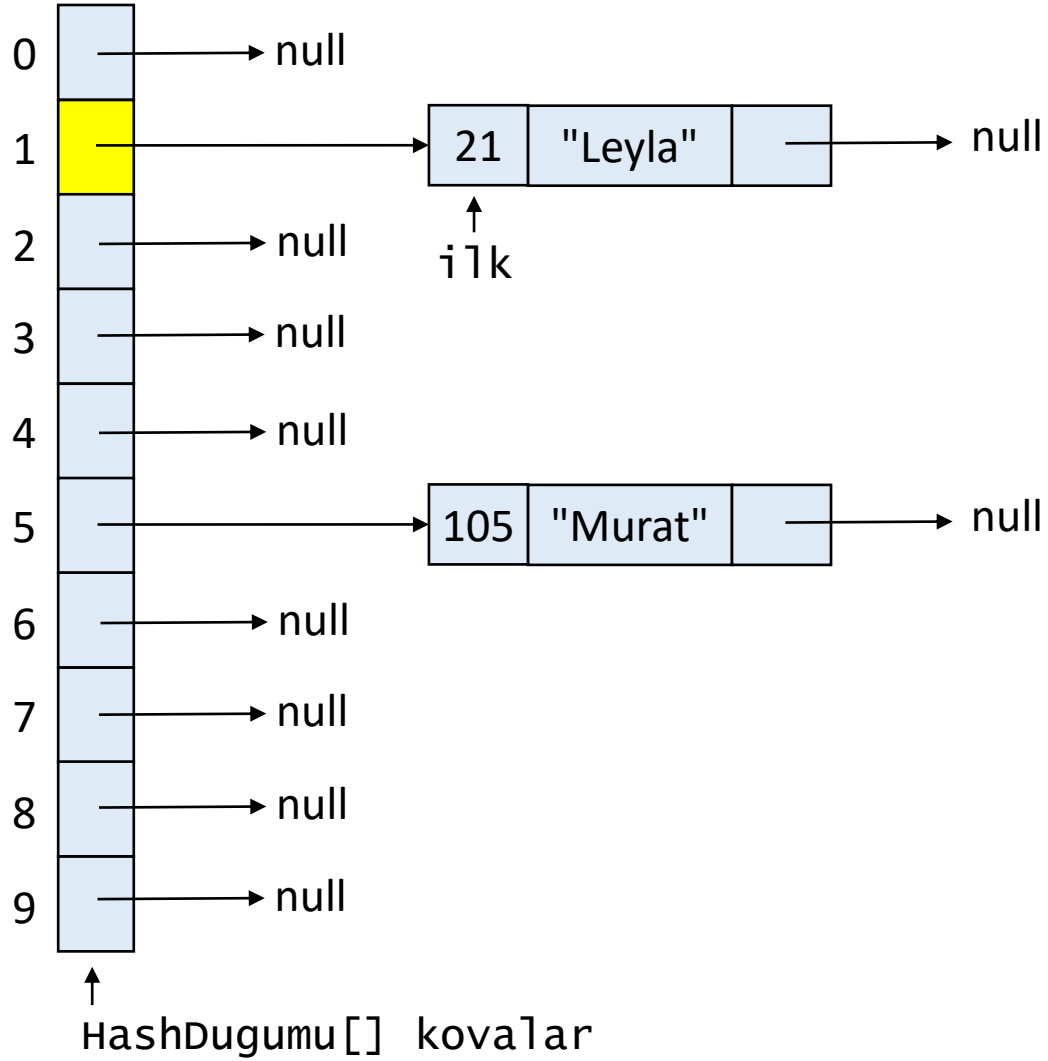 0 null
1 21 "Leyla" null
ilk
2 null
3 null
4 null
5 105 "Murat" null
6 null
7 null
8 null
9 null
HashDugumu[] kovalar